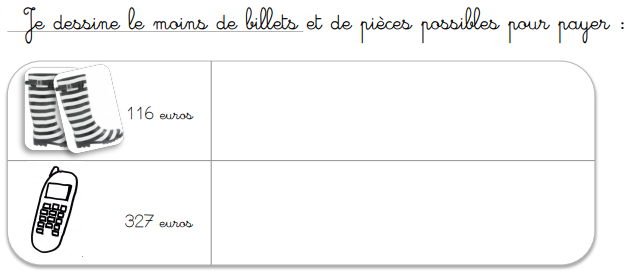 Je dessine le moins de billets et de pièces possibles pour payer :
116 euros
327 euros